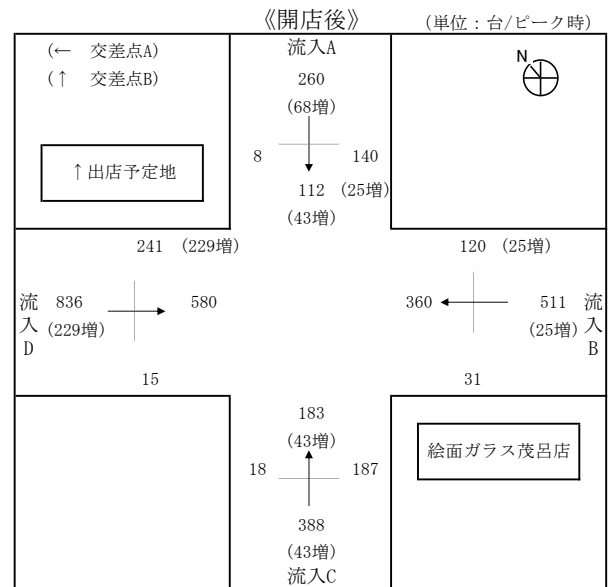 《開店後》 (単位：台/ピーク時)
(← 交差点A)
(↑ 交差点B)
流入A
260
(68増)
N
8 140
112 (25増)
(43増)
↑出店予定地
241 (229増)
120 (25増)
流入D 836 580
(229増)
15
360 511 流入B
(25増)
31
183
(43増)
18 187
388
(43増)
流入C
絵面ガラス茂呂店